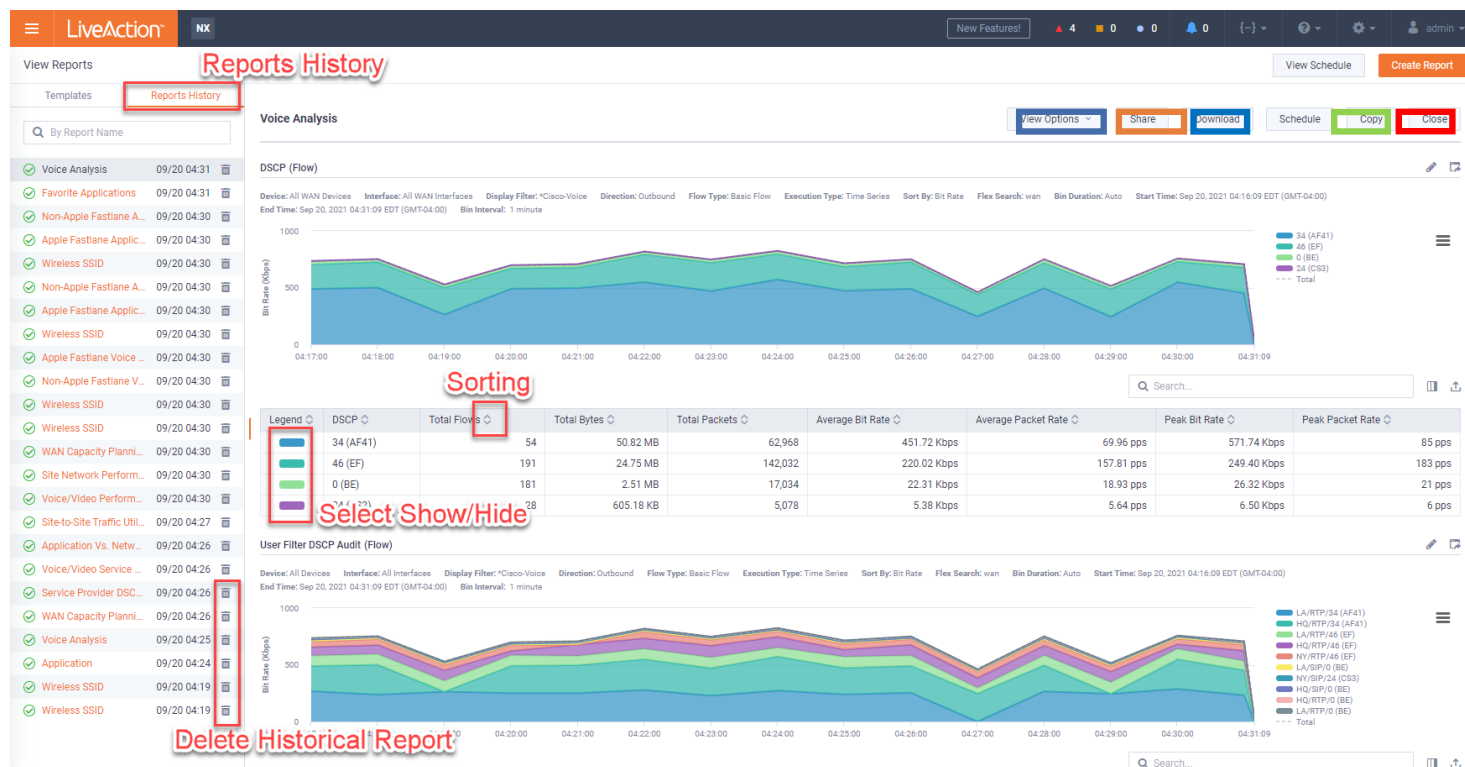 LiveAction
NX
New Features!
4
0
0
0
{-}
admin
View Reports
Reports History
View Schedule
Create Report
Templates
Reports History
By Report Name
Voice Analysis 09/20 04:31
Favorite Applications 09/20 04:31
Non-Apple Fastlane A... 09/20 04:30
Apple Fastlane Applic... 09/20 04:30
Wireless SSID 09/20 04:30
Non-Apple Fastlane A... 09/20 04:30
Apple Fastlane Applic... 09/20 04:30
Wireless SSID 09/20 04:30
Apple Fastlane Voice ... 09/20 04:30
Non-Apple Fastlane V... 09/20 04:30
Wireless SSID 09/20 04:30
Wireless SSID 09/20 04:30
WAN Capacity Planni... 09/20 04:30
Site Network Perform... 09/20 04:30
Voice/Video Perform... 09/20 04:30
Site-to-Site Traffic Util... 09/20 04:27
Application Vs. Netw... 09/20 04:26
Voice/Video Service ... 09/20 04:26
Service Provider DSC... 09/20 04:26
WAN Capacity Planni... 09/20 04:26
Voice Analysis 09/20 04:25
Application 09/20 04:24
Wireless SSID 09/20 04:19
Wireless SSID 09/20 04:19
Delete Historical Report
Voice Analysis
View Options
Share
Download
Schedule
Copy
Close
DSCP (Flow)
Device: All WAN Devices Interface: All WAN Interfaces Display Filter: *Cisco-Voice Direction: Outbound Flow Type: Basic Flow Execution Type: Time Series Sort By: Bit Rate Flex Search: wan Bin Duration: Auto Start Time: Sep 20, 2021 04:16:09 EDT (GMT-04:00)
End Time: Sep 20, 2021 04:31:09 EDT (GMT-04:00) Bin Interval: 1 minute
Bit Rate (Kbps)
1000
500
0
04:17:00 04:18:00 04:19:00 04:20:00 04:21:00 04:22:00 04:23:00 04:24:00 04:25:00 04:26:00 04:27:00 04:28:00 04:29:00 04:30:00 04:31:09
34 (AF41)
46 (EF)
0 (BE)
24 (CS3)
Total
Sorting
Search...
Legend DSCP Total Flows Total Bytes Total Packets Average Bit Rate Average Packet Rate Peak Bit Rate Peak Packet Rate
34 (AF41) 54 50.82 MB 62,968 451.72 Kbps 69.96 pps 571.74 Kbps 85 pps
46 (EF) 191 24.75 MB 142,032 220.02 Kbps 157.81 pps 249.40 Kbps 183 pps
0 (BE) 181 2.51 MB 17,034 22.31 Kbps 18.93 pps 26.32 Kbps 21 pps
28 605.18 KB 5,078 5.38 Kbps 5.64 pps 6.50 Kbps 6 pps
Select Show/Hide
User Filter DSCP Audit (Flow)
Device: All Devices Interface: All Interfaces Display Filter: *Cisco-Voice Direction: Outbound Flow Type: Basic Flow Execution Type: Time Series Sort By: Bit Rate Flex Search: wan Bin Duration: Auto Start Time: Sep 20, 2021 04:16:09 EDT (GMT-04:00)
End Time: Sep 20, 2021 04:31:09 EDT (GMT-04:00) Bin Interval: 1 minute
Bit Rate (Kbps)
1000
500
0
04:20:00 04:21:00 04:22:00 04:23:00 04:24:00 04:25:00 04:26:00 04:27:00 04:28:00 04:29:00 04:30:00 04:31:09
LA/RTP/34 (AF41)
HQ/RTP/34 (AF41)
LA/RTP/46 (EF)
HQ/RTP/46 (EF)
NY/RTP/46 (EF)
LA/SIP/0 (BE)
NY/SIP/24 (CS3)
HQ/SIP/0 (BE)
HQ/RTP/0 (BE)
LA/RTP/0 (BE)
Total
Search...